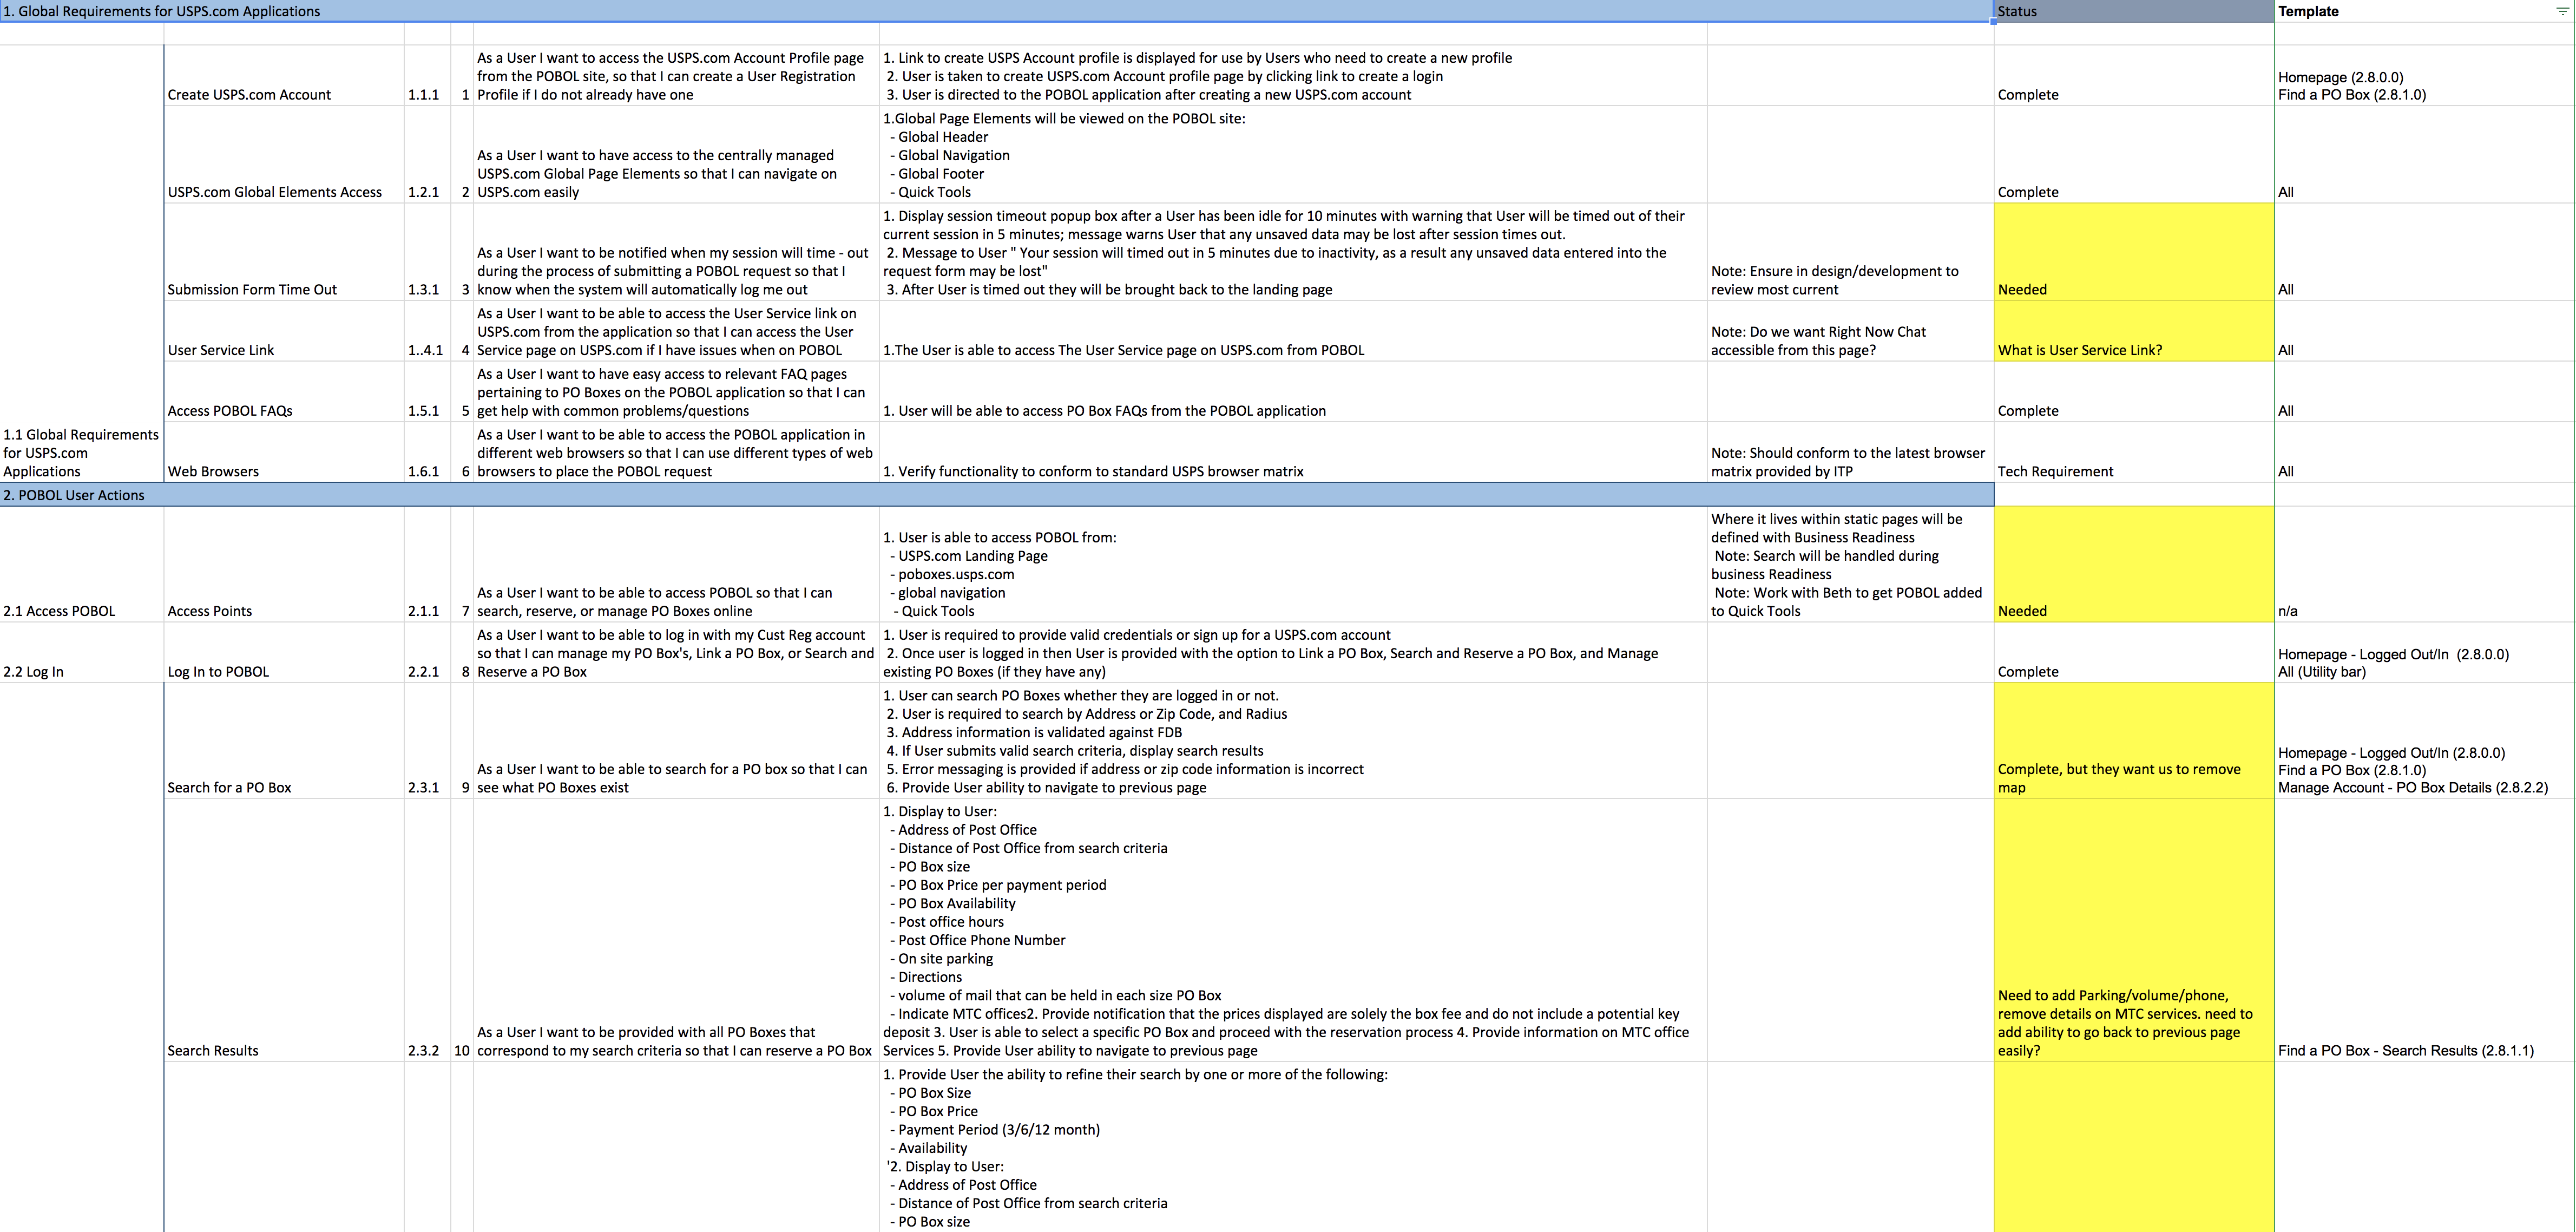 1. Global Requirements for USPS.com Applications
Status
Template
1.1 Global Requirements
for USPS.com
Applications
Create USPS.com Account
1.1.1
1
As a User I want to access the USPS.com Account Profile page
from the POBOL site, so that I can create a User Registration
Profile if I do not already have one
1. Link to create USPS Account profile is displayed for use by Users who need to create a new profile
2. User is taken to create USPS.com Account profile page by clicking link to create a login
3. User is directed to the POBOL application after creating a new USPS.com account
Complete
Homepage (2.8.0.0)
Find a PO Box (2.8.1.0)
USPS.com Global Elements Access
1.2.1
2
As a User I want to have access to the centrally managed
USPS.com Global Page Elements so that I can navigate on
USPS.com easily
1.Global Page Elements will be viewed on the POBOL site:
- Global Header
- Global Navigation
- Global Footer
- Quick Tools
Complete
All
Submission Form Time Out
1.3.1
3
As a User I want to be notified when my session will time - out
during the process of submitting a POBOL request so that I
know when the system will automatically log me out
1. Display session timeout popup box after a User has been idle for 10 minutes with warning that User will be timed out of their
current session in 5 minutes; message warns User that any unsaved data may be lost after session times out.
2. Message to User " Your session will timed out in 5 minutes due to inactivity, as a result any unsaved data entered into the
request form may be lost"
3. After User is timed out they will be brought back to the landing page
Note: Ensure in design/development to
review most current
Needed
All
User Service Link
1..4.1
4
As a User I want to be able to access the User Service link on
USPS.com from the application so that I can access the User
Service page on USPS.com if I have issues when on POBOL
1.The User is able to access The User Service page on USPS.com from POBOL
Note: Do we want Right Now Chat
accessible from this page?
What is User Service Link?
All
Access POBOL FAQs
1.5.1
5
As a User I want to have easy access to relevant FAQ pages
pertaining to PO Boxes on the POBOL application so that I can
get help with common problems/questions
1. User will be able to access PO Box FAQs from the POBOL application
Complete
All
Web Browsers
1.6.1
6
As a User I want to be able to access the POBOL application in
different web browsers so that I can use different types of web
browsers to place the POBOL request
1. Verify functionality to conform to standard USPS browser matrix
Note: Should conform to the latest browser
matrix provided by ITP
Tech Requirement
All
2. POBOL User Actions
2.1 Access POBOL
Access Points
2.1.1
7
As a User I want to be able to access POBOL so that I can
search, reserve, or manage PO Boxes online
1. User is able to access POBOL from:
- USPS.com Landing Page
- poboxes.usps.com
- global navigation
- Quick Tools
Where it lives within static pages will be
defined with Business Readiness
Note: Search will be handled during
business Readiness
Note: Work with Beth to get POBOL added
to Quick Tools
Needed
n/a
2.2 Log In
Log In to POBOL
2.2.1
8
As a User I want to be able to log in with my Cust Reg account
so that I can manage my PO Box's, Link a PO Box, or Search and
Reserve a PO Box
1. User is required to provide valid credentials or sign up for a USPS.com account
2. Once user is logged in then User is provided with the option to Link a PO Box, Search and Reserve a PO Box, and Manage
existing PO Boxes (if they have any)
Complete
Homepage - Logged Out/In (2.8.0.0)
All (Utility bar)
Search for a PO Box
2.3.1
9
As a User I want to be able to search for a PO box so that I can
see what PO Boxes exist
1. User can search PO Boxes whether they are logged in or not.
2. User is required to search by Address or Zip Code, and Radius
3. Address information is validated against FDB
4. If User submits valid search criteria, display search results
5. Error messaging is provided if address or zip code information is incorrect
6. Provide User ability to navigate to previous page
Complete, but they want us to remove
map
Homepage - Logged Out/In (2.8.0.0)
Find a PO Box (2.8.1.0)
Manage Account - PO Box Details (2.8.2.2)
Search Results
2.3.2
10
As a User I want to be provided with all PO Boxes that
correspond to my search criteria so that I can reserve a PO Box
1. Display to User:
- Address of Post Office
- Distance of Post Office from search criteria
- PO Box size
- PO Box Price per payment period
- PO Box Availability
- Post office hours
- Post Office Phone Number
- On site parking
- Directions
- volume of mail that can be held in each size PO Box
- Indicate MTC offices2. Provide notification that the prices displayed are solely the box fee and do not include a potential key
deposit 3. User is able to select a specific PO Box and proceed with the reservation process 4. Provide information on MTC office
Services 5. Provide User ability to navigate to previous page
Need to add Parking/volume/phone,
remove details on MTC services. need to
add ability to go back to previous page
easily?
Find a PO Box - Search Results (2.8.1.1)
1. Provide User the ability to refine their search by one or more of the following:
- PO Box Size
- PO Box Price
- Payment Period (3/6/12 month)
- Availability
'2. Display to User:
- Address of Post Office
- Distance of Post Office from search criteria
- PO Box size